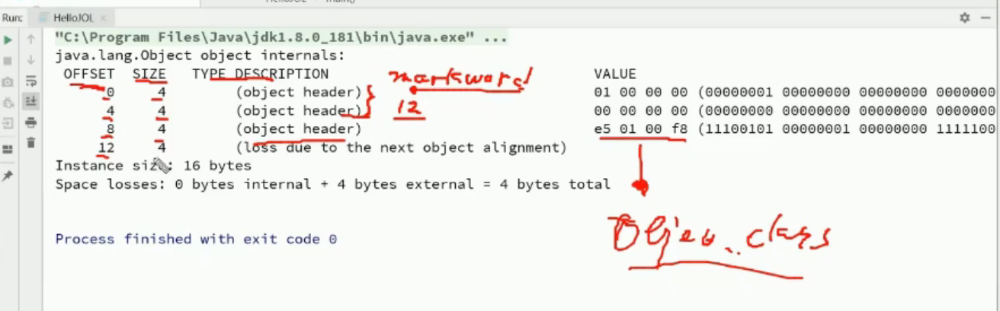 HelloJOL main()
Run: HelloJOL
"C:\Program Files\Java\jdk1.8.0_181\bin\java.exe" ...
java.lang.Object object internals:
OFFSET SIZE TYPE DESCRIPTION VALUE
markword
0 4 (object header) 01 00 00 00 (00000001 00000000 00000000 0000000
4 4 (object header) 00 00 00 00 (00000000 00000000 00000000 0000000
12
8 4 (object header) e5 01 00 f8 (11100101 00000001 00000000 1111100
12 4 (loss due to the next object alignment)
Instance size: 16 bytes
Space losses: 0 bytes internal + 4 bytes external = 4 bytes total
Process finished with exit code 0